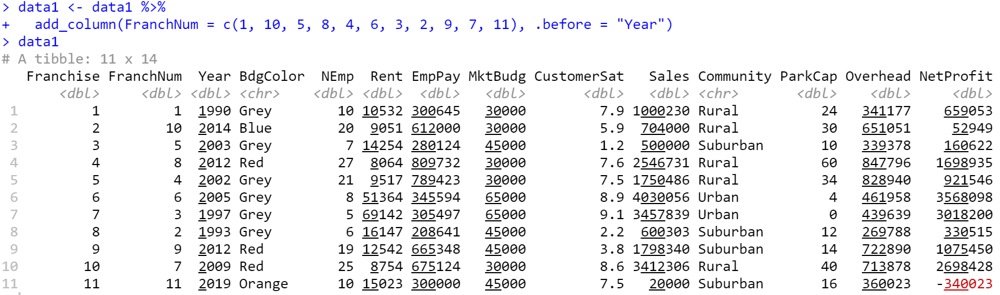 > data1 <- data1 %>%
+   add_column(FranchNum = c(1, 10, 5, 8, 4, 6, 3, 2, 9, 7, 11), .before = "Year")
> data1
# A tibble: 11 x 14
   Franchise FranchNum  Year BdgColor  NEmp  Rent EmpPay MktBudg CustomerSat   Sales Community ParkCap Overhead NetProfit
       <dbl>     <dbl> <dbl> <chr>    <dbl> <dbl>  <dbl>   <dbl>       <dbl>   <dbl> <chr>       <dbl>    <dbl>     <dbl>
 1         1         1  1990 Grey        10 10532 300645   30000         7.9 1000230 Rural          24   341177    659053
 2         2        10  2014 Blue        20  9051 612000   30000         5.9  704000 Rural          30   651051     52949
 3         3         5  2003 Grey         7 14254 280124   45000         1.2  500000 Suburban       10   339378    160622
 4         4         8  2012 Red         27  8064 809732   30000         7.6 2546731 Rural          60   847796   1698935
 5         5         4  2002 Grey        21  9517 789423   30000         7.5 1750486 Rural          34   828940    921546
 6         6         6  2005 Grey         8 51364 345594   65000         8.9 4030056 Urban           4   461958   3568098
 7         7         3  1997 Grey         5 69142 305497   65000         9.1 3457839 Urban           0   439639   3018200
 8         8         2  1993 Grey         6 16147 208641   45000         2.2  600303 Suburban       12   269788    330515
 9         9         9  2012 Red         19 12542 665348   45000         3.8 1798340 Suburban       14   722890   1075450
10        10         7  2009 Red         25  8754 675124   30000         8.6 3412306 Rural          40   713878   2698428
11        11        11  2019 Orange      10 15023 300000   45000         7.5   20000 Suburban       16   360023   -340023